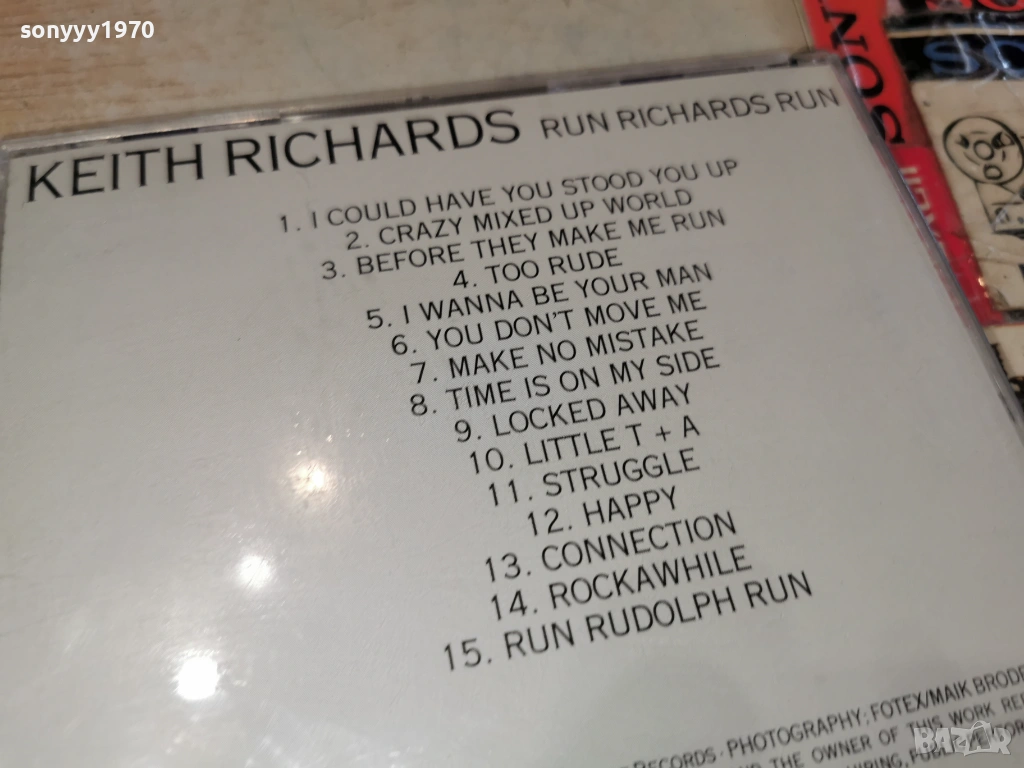 sonyyy1970
KEITH RICHARDS RUN RICHARDS RUN
1. I COULD HAVE YOU STOOD YOU UP
2. CRAZY MIXED UP WORLD
3. BEFORE THEY MAKE ME RUN
4. TOO RUDE
5. I WANNA BE YOUR MAN
6. YOU DON'T MOVE ME
7. MAKE NO MISTAKE
8. TIME IS ON MY SIDE
9. LOCKED AWAY
10. LITTLE T + A
11. STRUGGLE
12. HAPPY
13. CONNECTION
14. ROCKAWHILE
15. RUN RUDOLPH RUN
RECORDS · PHOTOGRAPHY: FOTEX/MAIK BRODE
THE OWNER OF THIS WORK RE
BAZAR